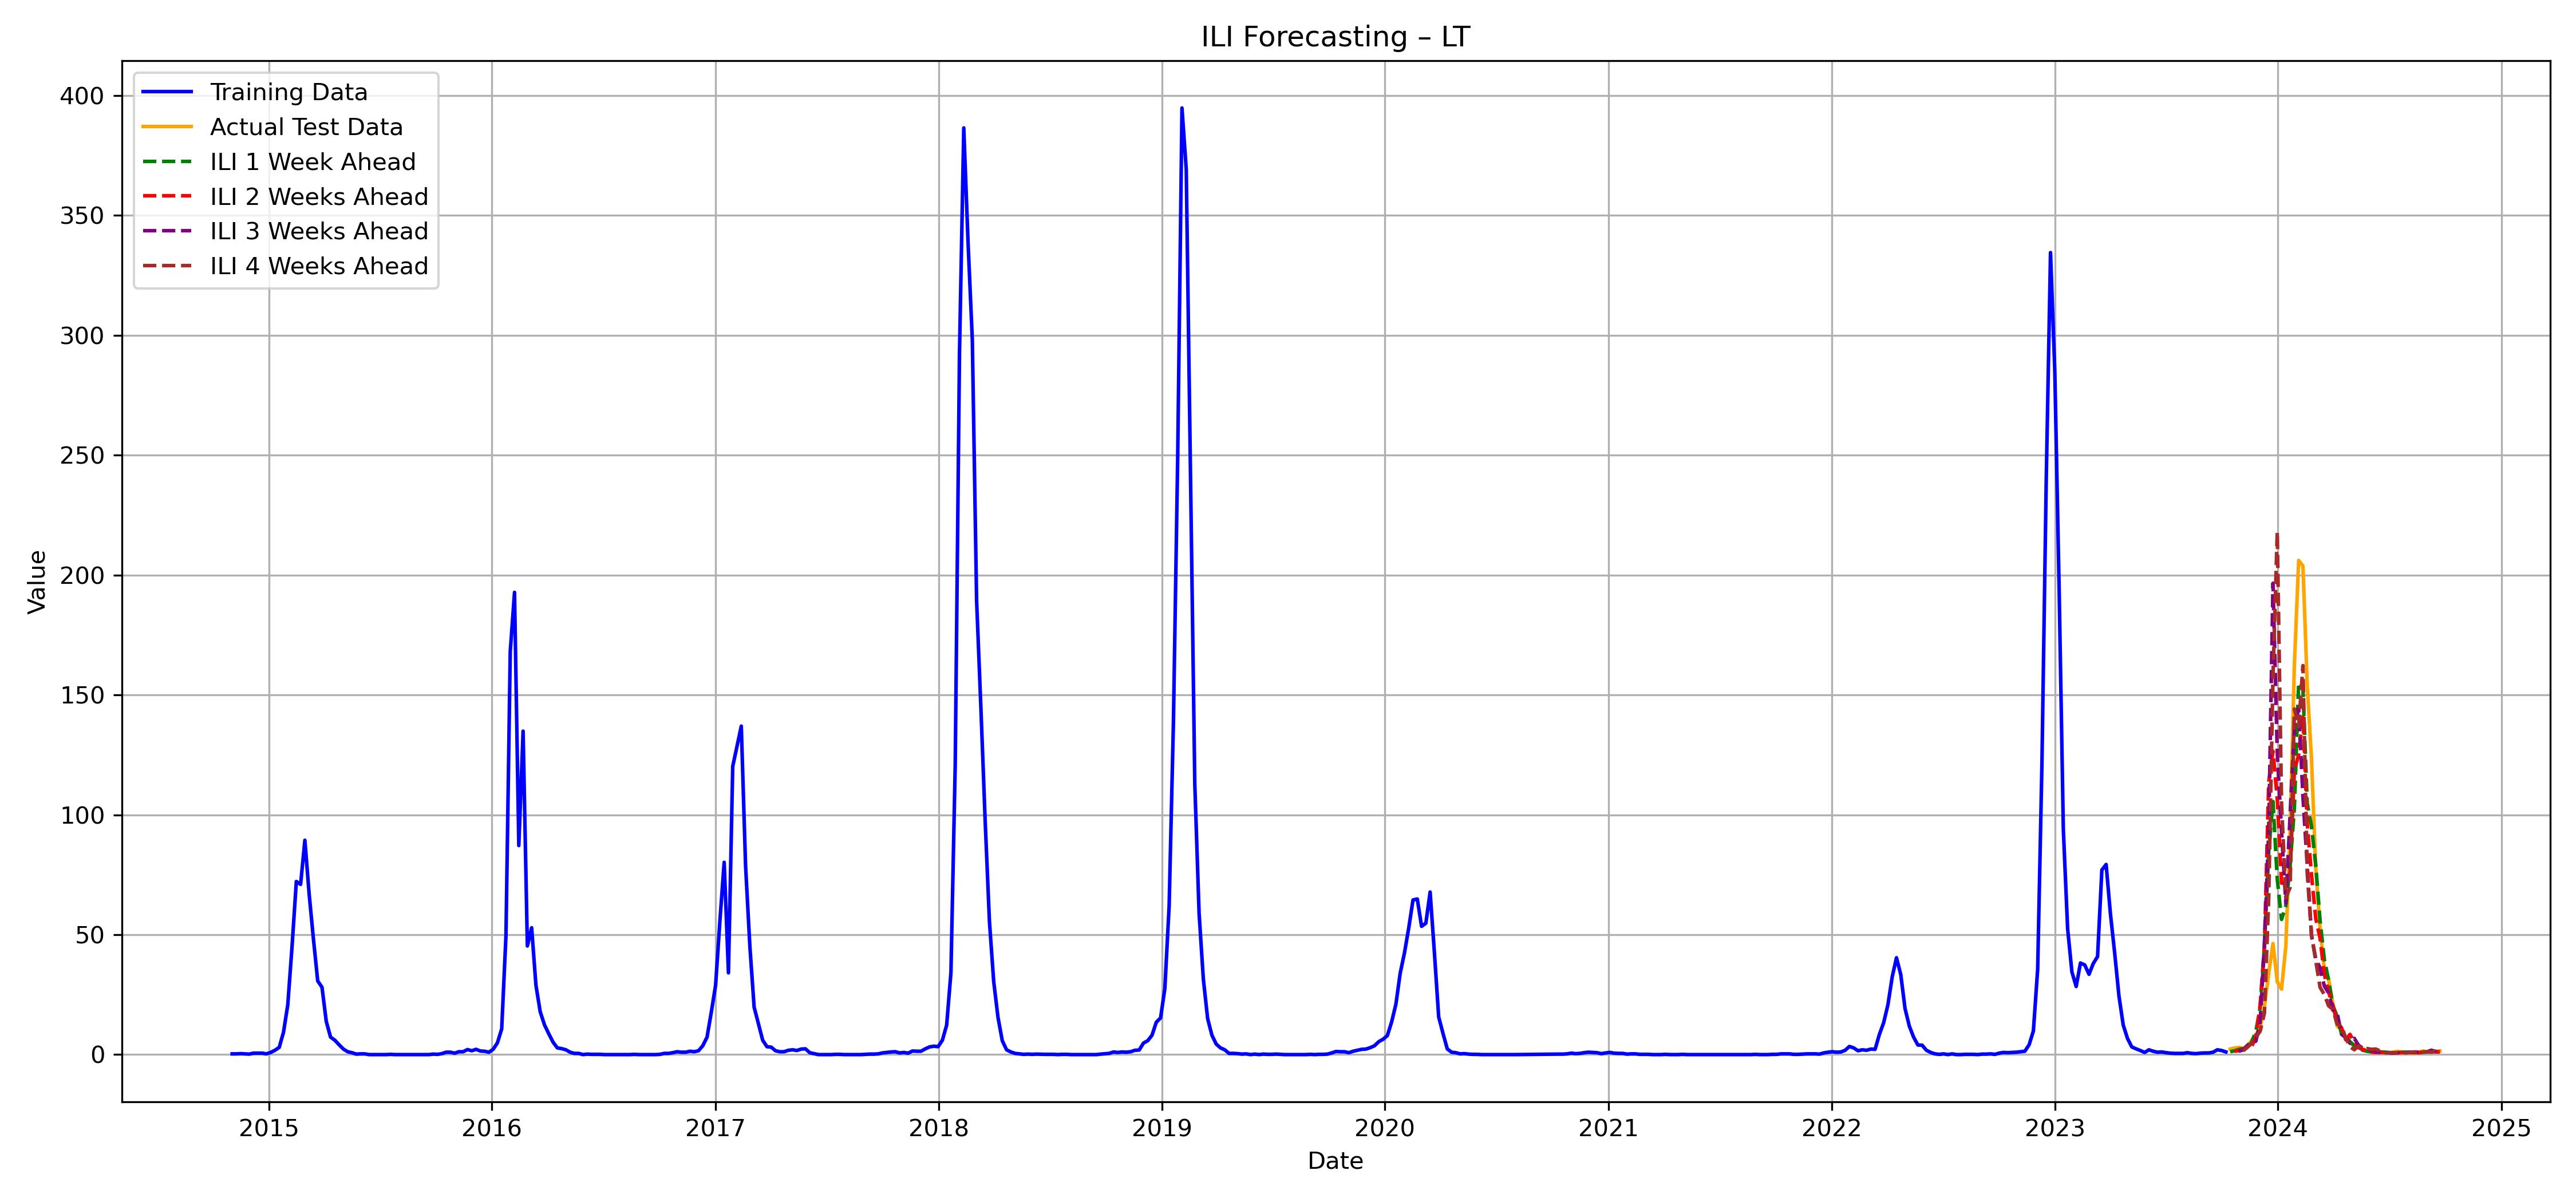 ILI Forecasting – LT
400
350
300
250
200
150
100
50
0
Value
Training Data
Actual Test Data
ILI 1 Week Ahead
ILI 2 Weeks Ahead
ILI 3 Weeks Ahead
ILI 4 Weeks Ahead
2015 2016 2017 2018 2019 2020 2021 2022 2023 2024 2025
Date